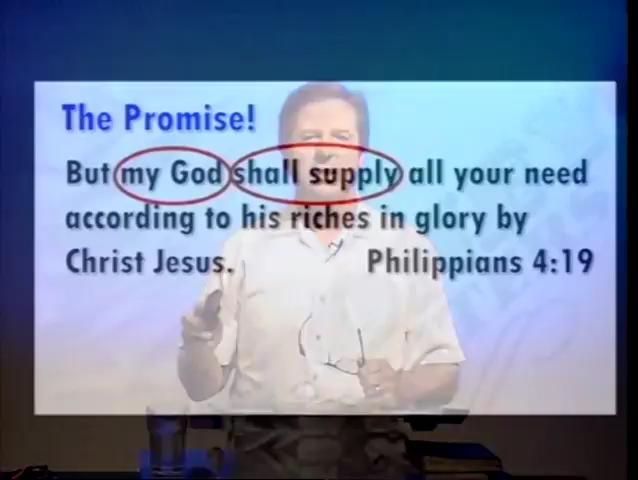 The Promise!
But my God shall supply all your need
according to his riches in glory by
Christ Jesus. Philippians 4:19